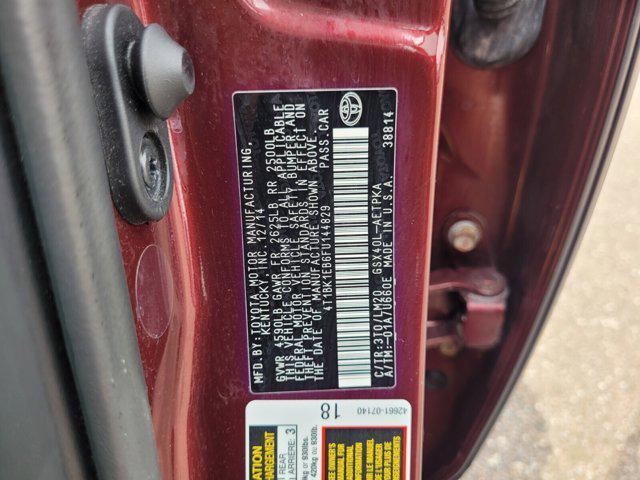 MFD.BY:TOYOTA MOTOR MANUFACTURING,
KENTUCKY, INC. 12/14
GVWR 4590LB GAWR FR 2625LB RR 2500LB
THIS VEHICLE CONFORMS TO ALL APPLICABLE
FEDERAL MOTOR VEHICLE SAFETY, BUMPER, AND
THEFT PREVENTION STANDARDS IN EFFECT ON
THE DATE OF MANUFACTURE SHOWN ABOVE.
4T1BK1EB6FU144829 PASS.CAR
C/TR:3T0/LM20 GSX40L-AETPKA
A/TM:-01A/U660E MADE IN U.S.A. 38814
18
42661-07140
ARRIERE 3
REAR